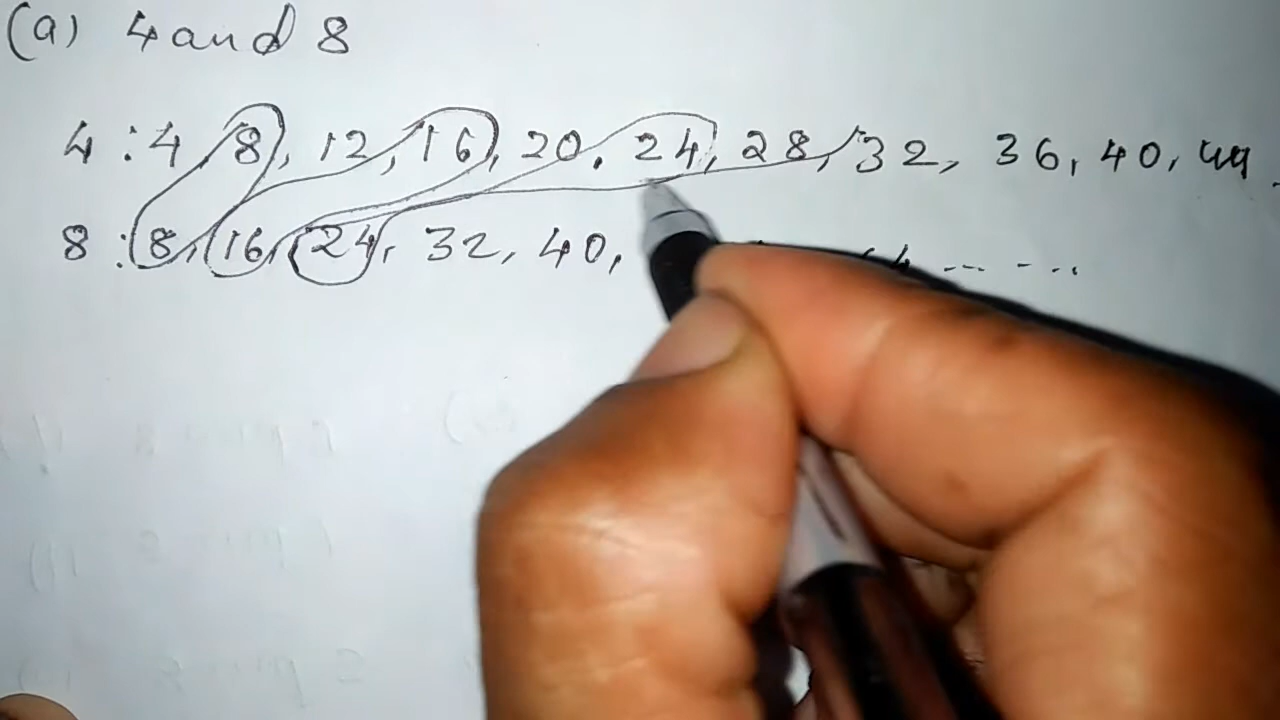 (a) 4 and 8
4 : 4 8, 12, 16, 20, 24, 28, 32, 36, 40, 44
8 : 8, 16, 24, 32, 40,